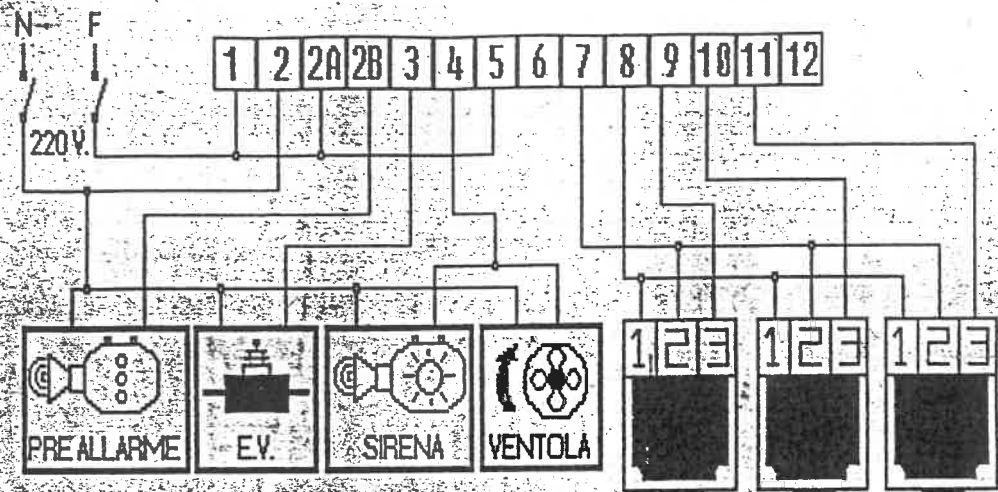 N F
1 2 2A 2B 3 4 5 6 7 8 9 10 11 12
220 V.
1 2 3 1 2 3 1 2 3
PREALLARME E.V. SIRENA VENTOLA